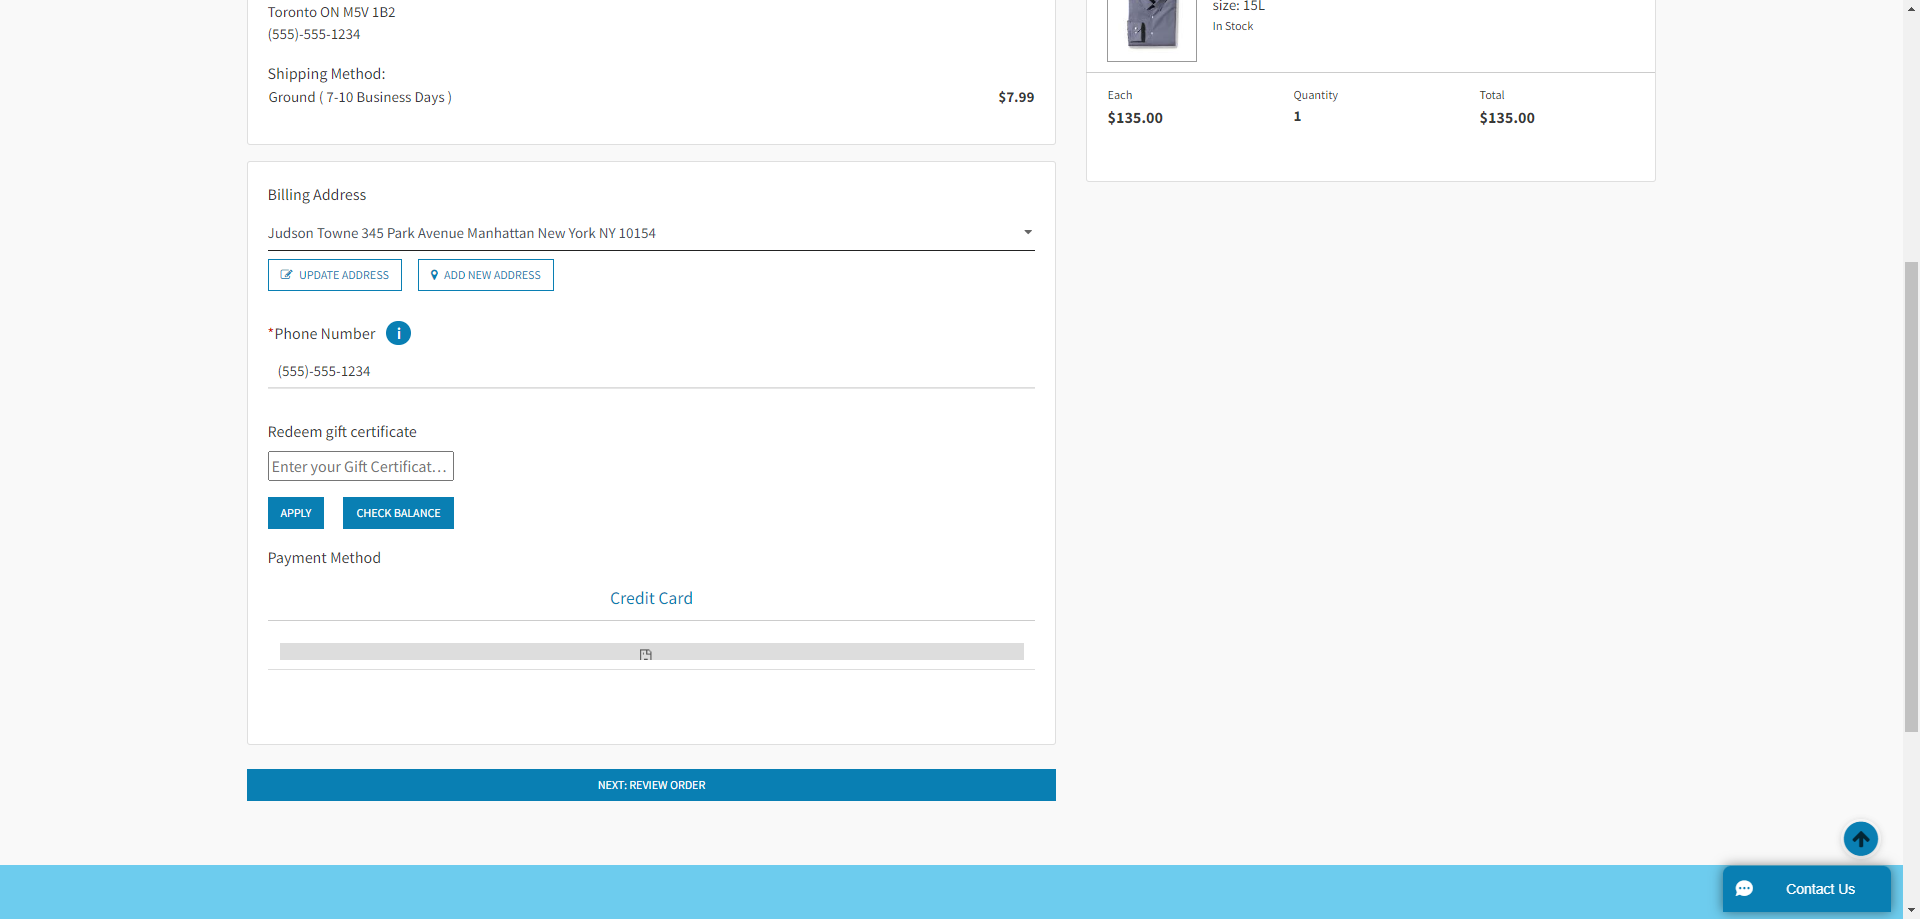 Toronto ON M5V 1B2
(555)-555-1234
Shipping Method:
Ground ( 7-10 Business Days )
$7.99
size: 15L
In Stock
Each
Quantity
Total
$135.00
1
$135.00
Billing Address
Judson Towne 345 Park Avenue Manhattan New York NY 10154
UPDATE ADDRESS
ADD NEW ADDRESS
*Phone Number
i
(555)-555-1234
Redeem gift certificate
Enter your Gift Certificat...
APPLY
CHECK BALANCE
Payment Method
Credit Card
NEXT: REVIEW ORDER
Contact Us